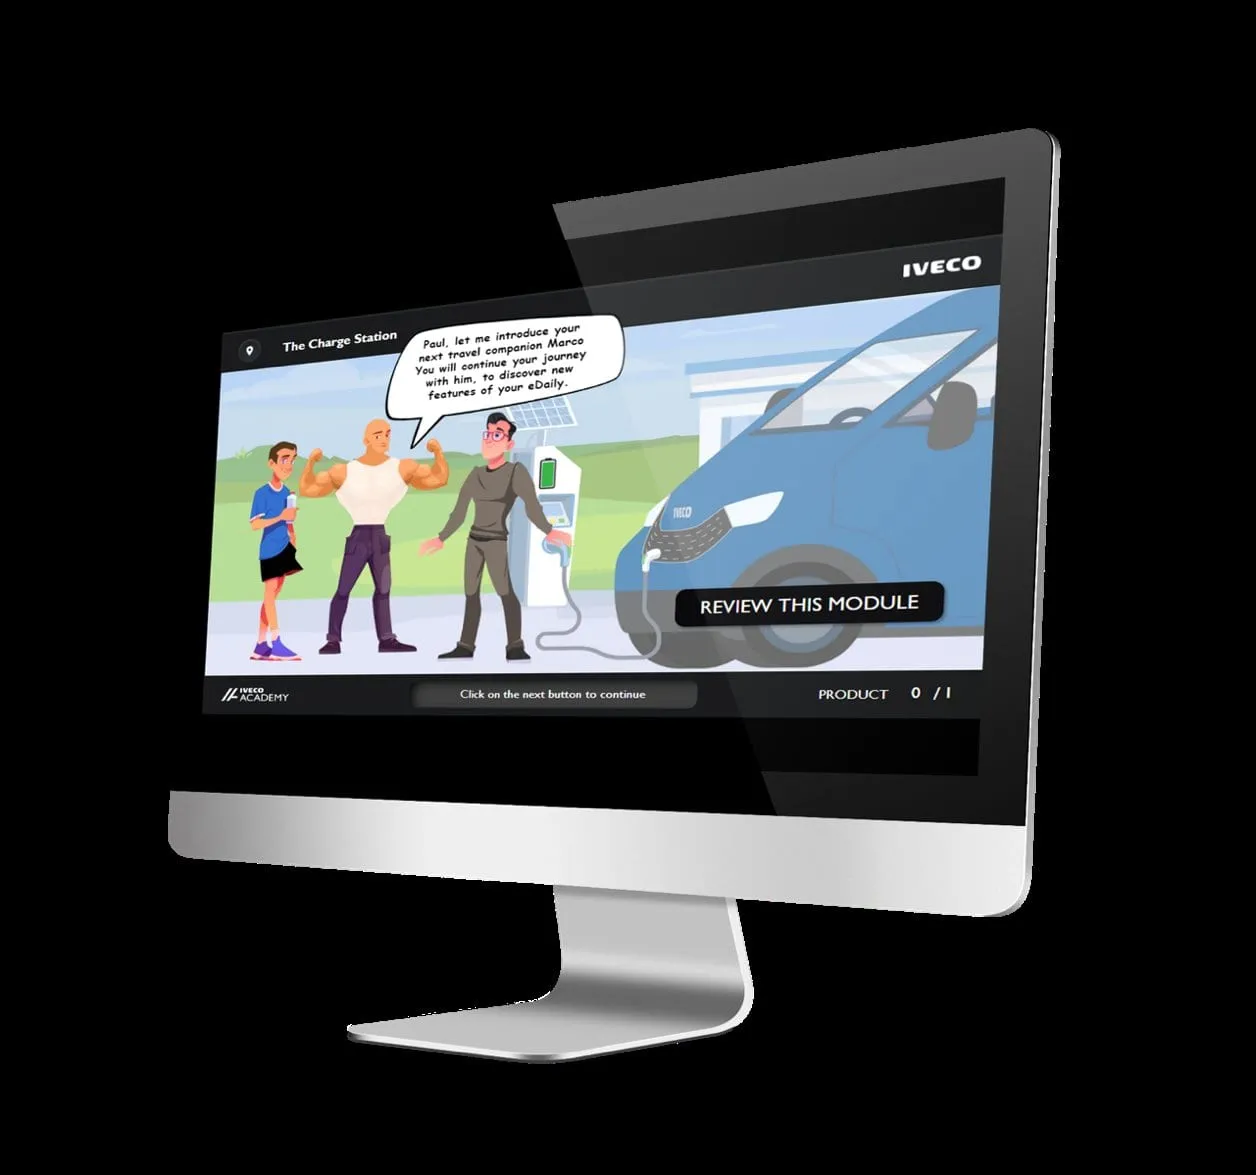 IVECO
The Charge Station
Paul, let me introduce your
next travel companion Marco
You will continue your journey
with him, to discover new
features of your eDaily.
IVECO
REVIEW THIS MODULE
IVECO
ACADEMY
Click on the next button to continue
PRODUCT 0 / 1